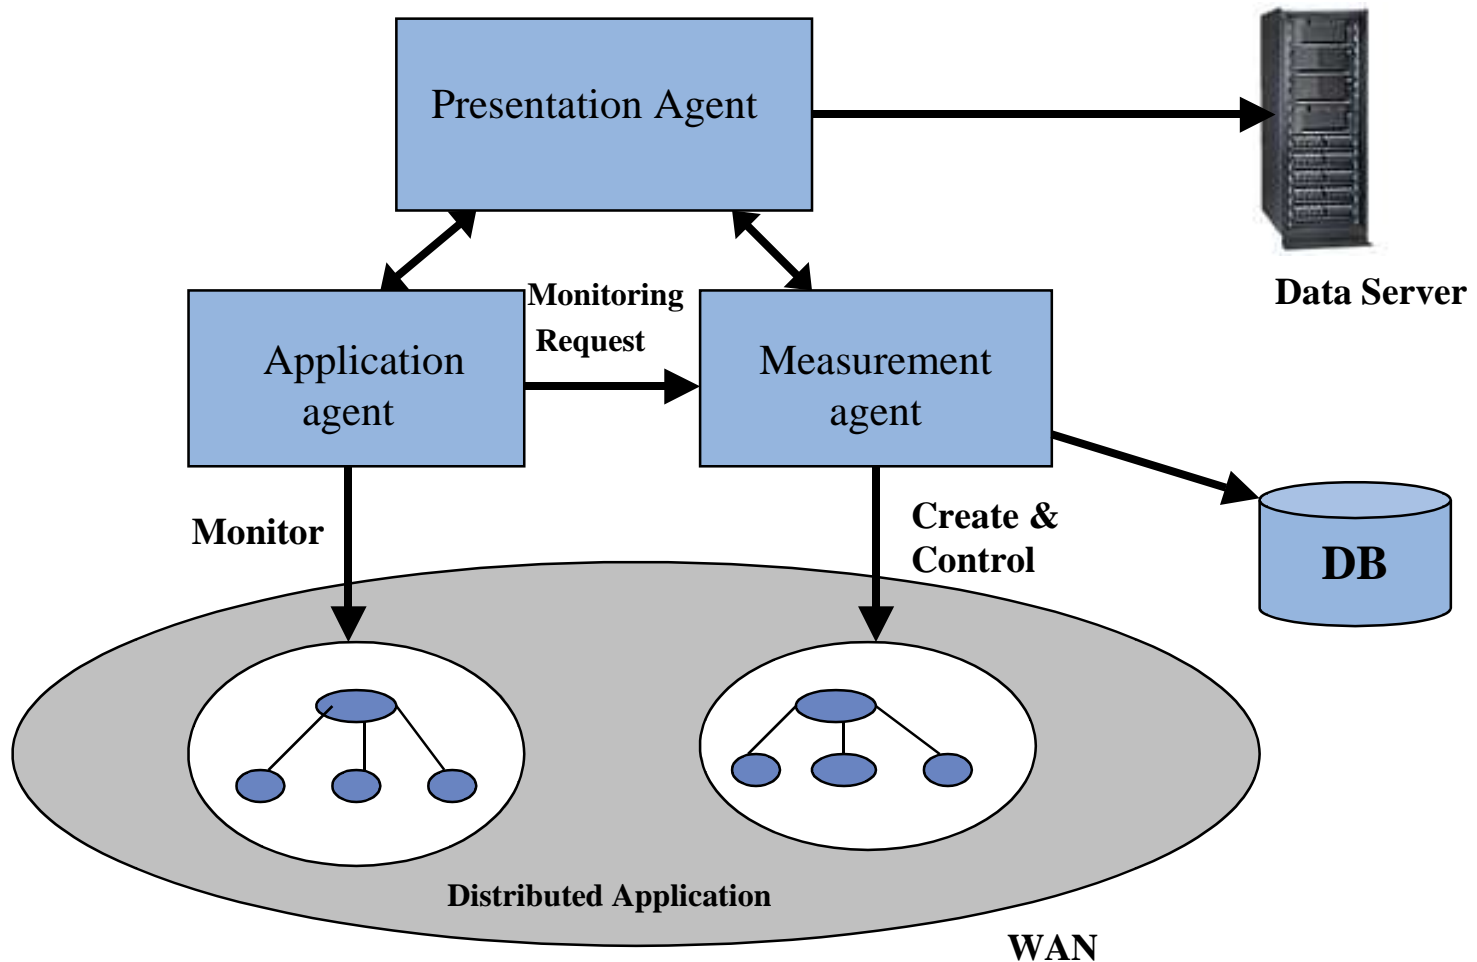 Presentation Agent
Data Server
Monitoring
Request
Application
agent
Measurement
agent
Monitor
Create &
Control
DB
Distributed Application
WAN